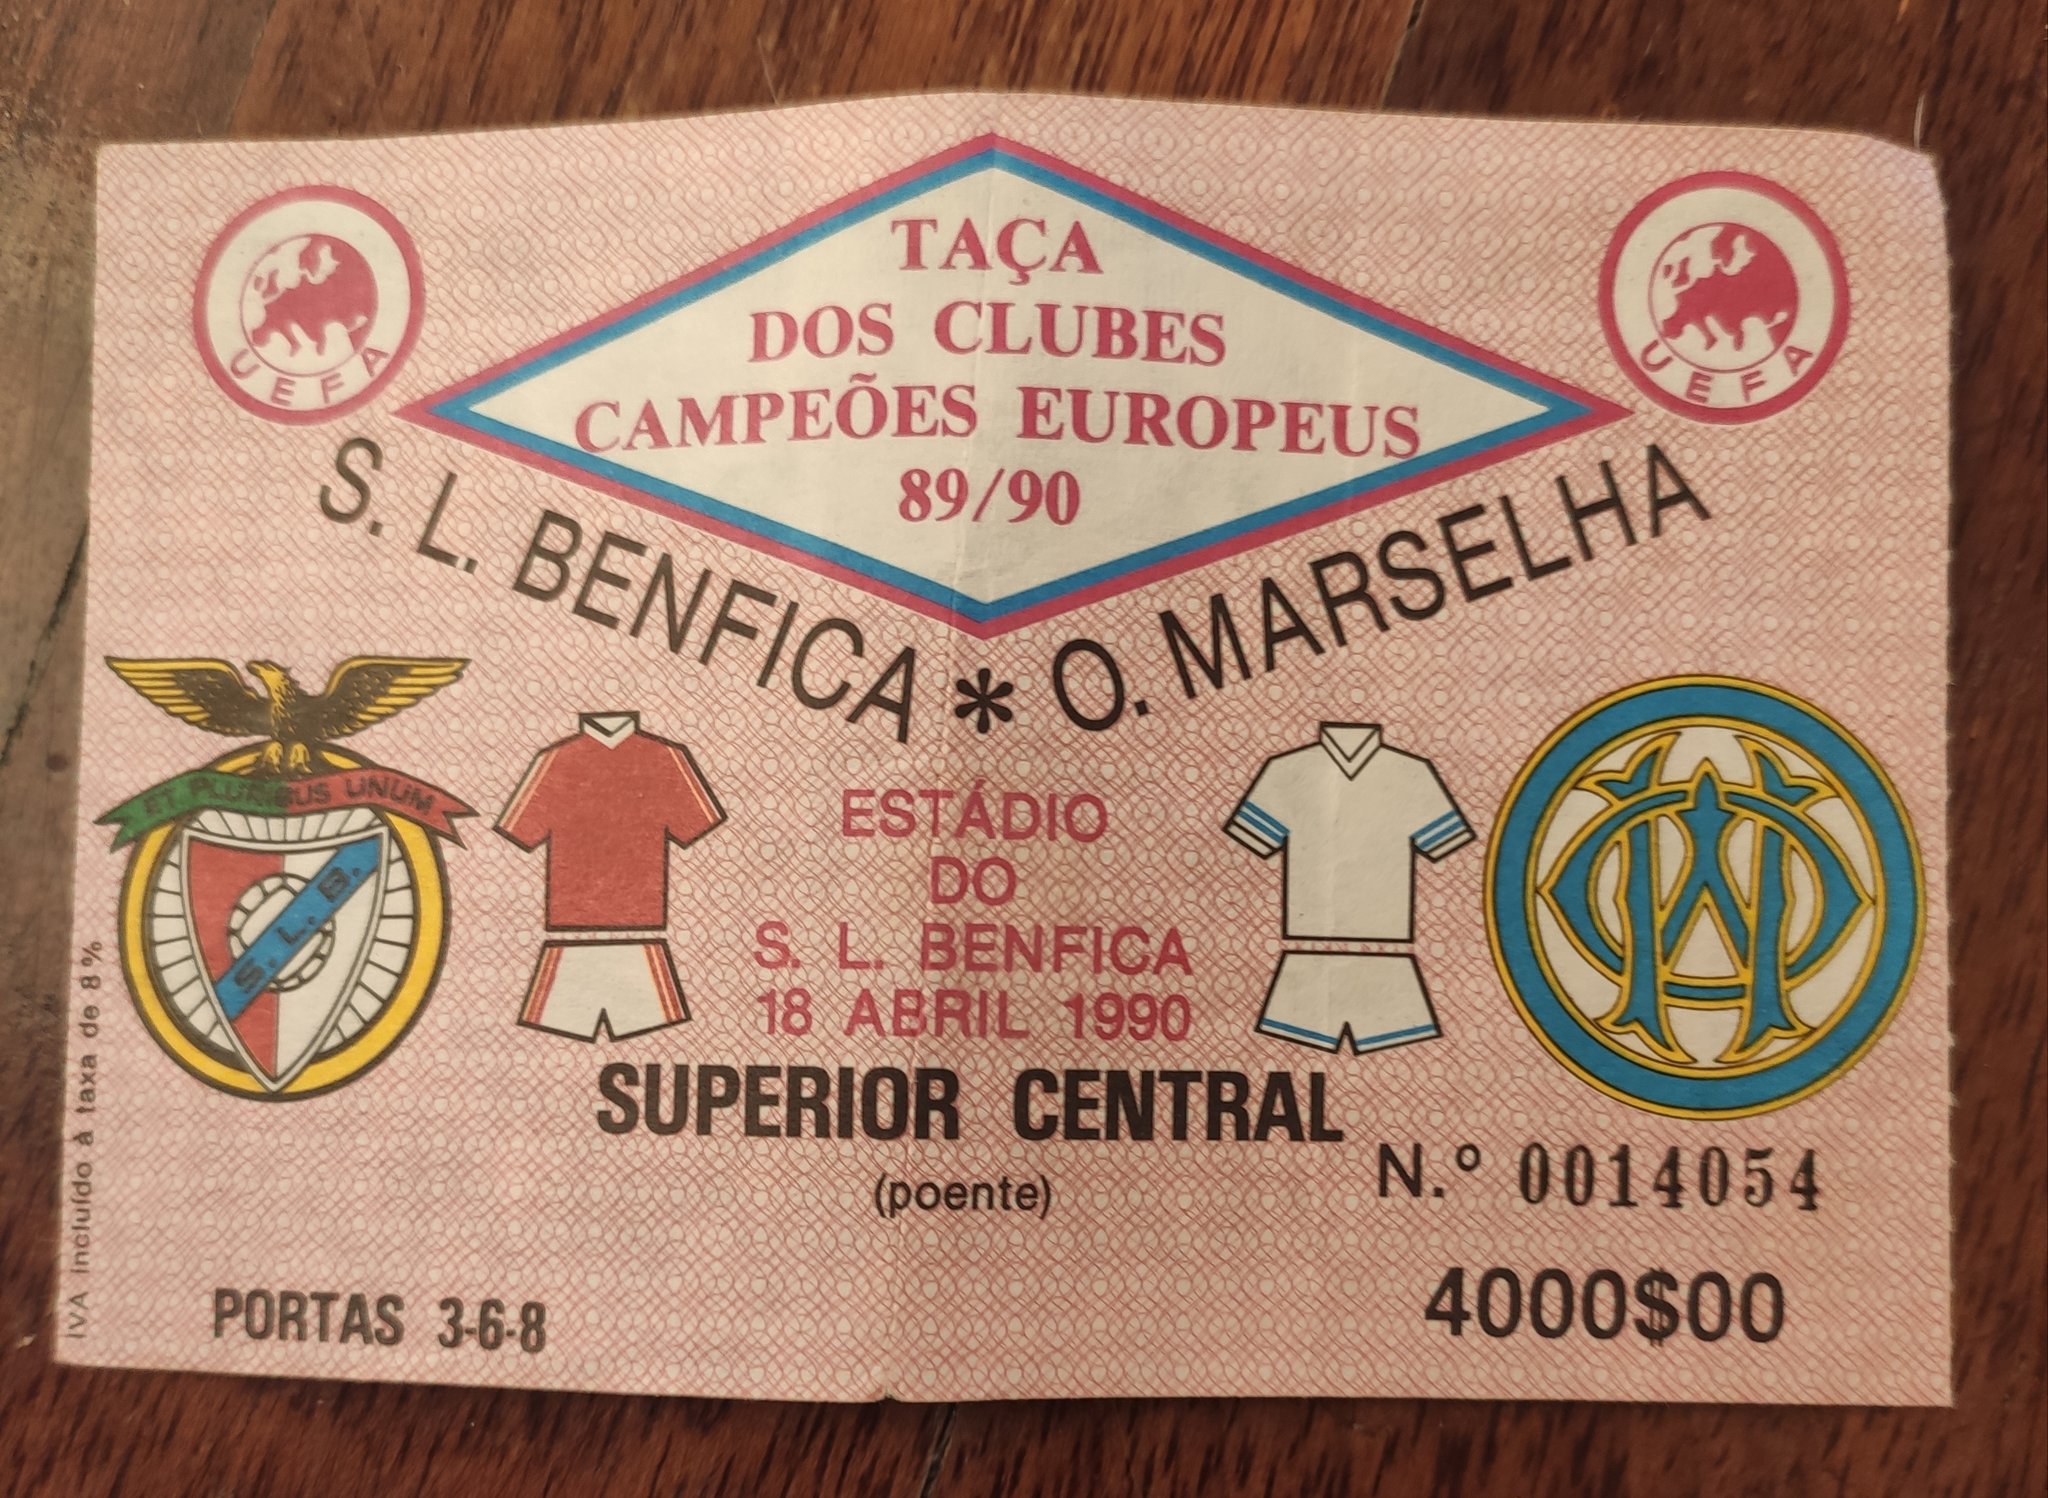 TAÇA
DOS CLUBES
CAMPEÕES EUROPEUS
89/90
UEFA
UEFA
S. L. BENFICA * O. MARSELHA
ET PLURIBUS UNUM
S. L. B.
ESTÁDIO
DO
S. L. BENFICA
18 ABRIL 1990
SUPERIOR CENTRAL
(poente)
N.º 0014054
PORTAS 3-6-8
4000$00
IVA incluído à taxa de 8%